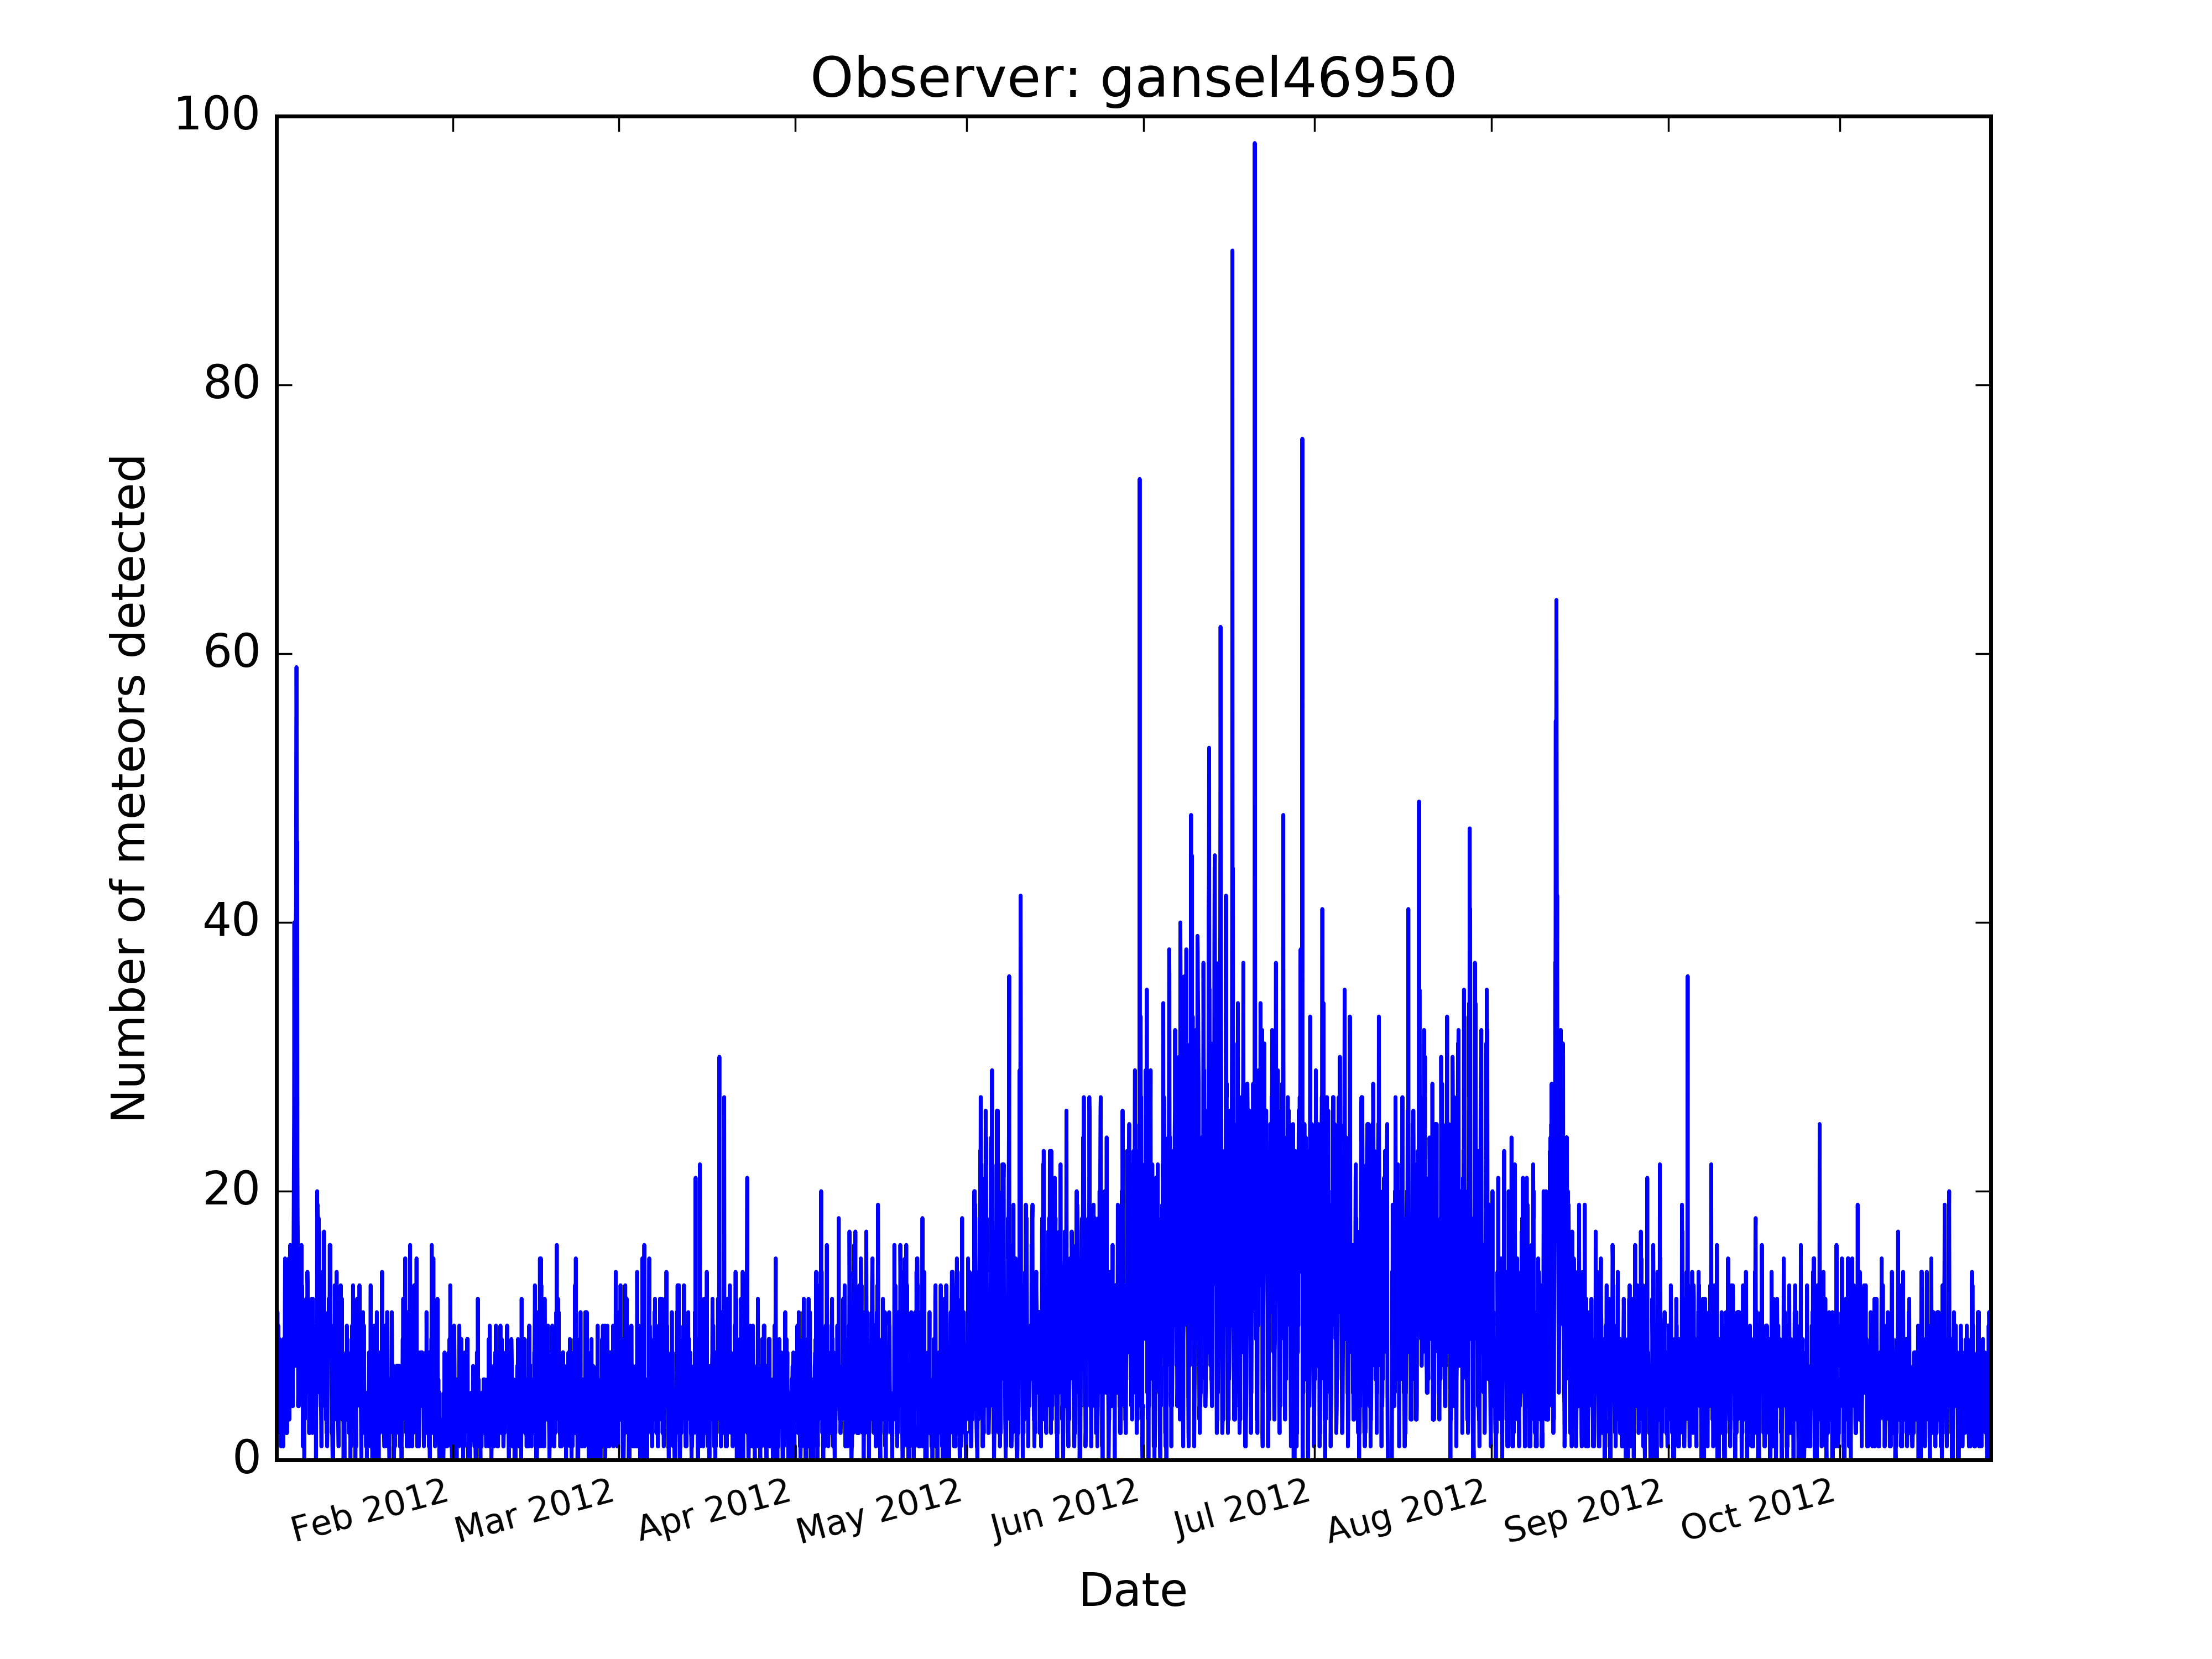 Observer: gansel46950
100
80
60
40
20
0
Number of meteors detected
Feb 2012
Mar 2012
Apr 2012
May 2012
Jun 2012
Jul 2012
Aug 2012
Sep 2012
Oct 2012
Date